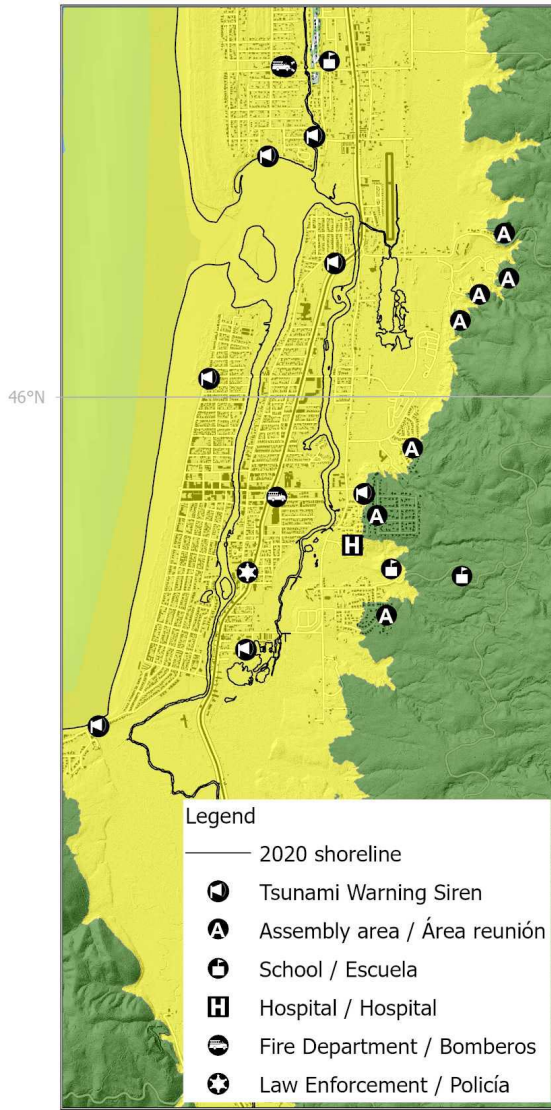 46°N
Legend
2020 shoreline
Tsunami Warning Siren
A Assembly area / Área reunión
School / Escuela
H Hospital / Hospital
Fire Department / Bomberos
Law Enforcement / Policía
A
A
A
A
A
A
H
A